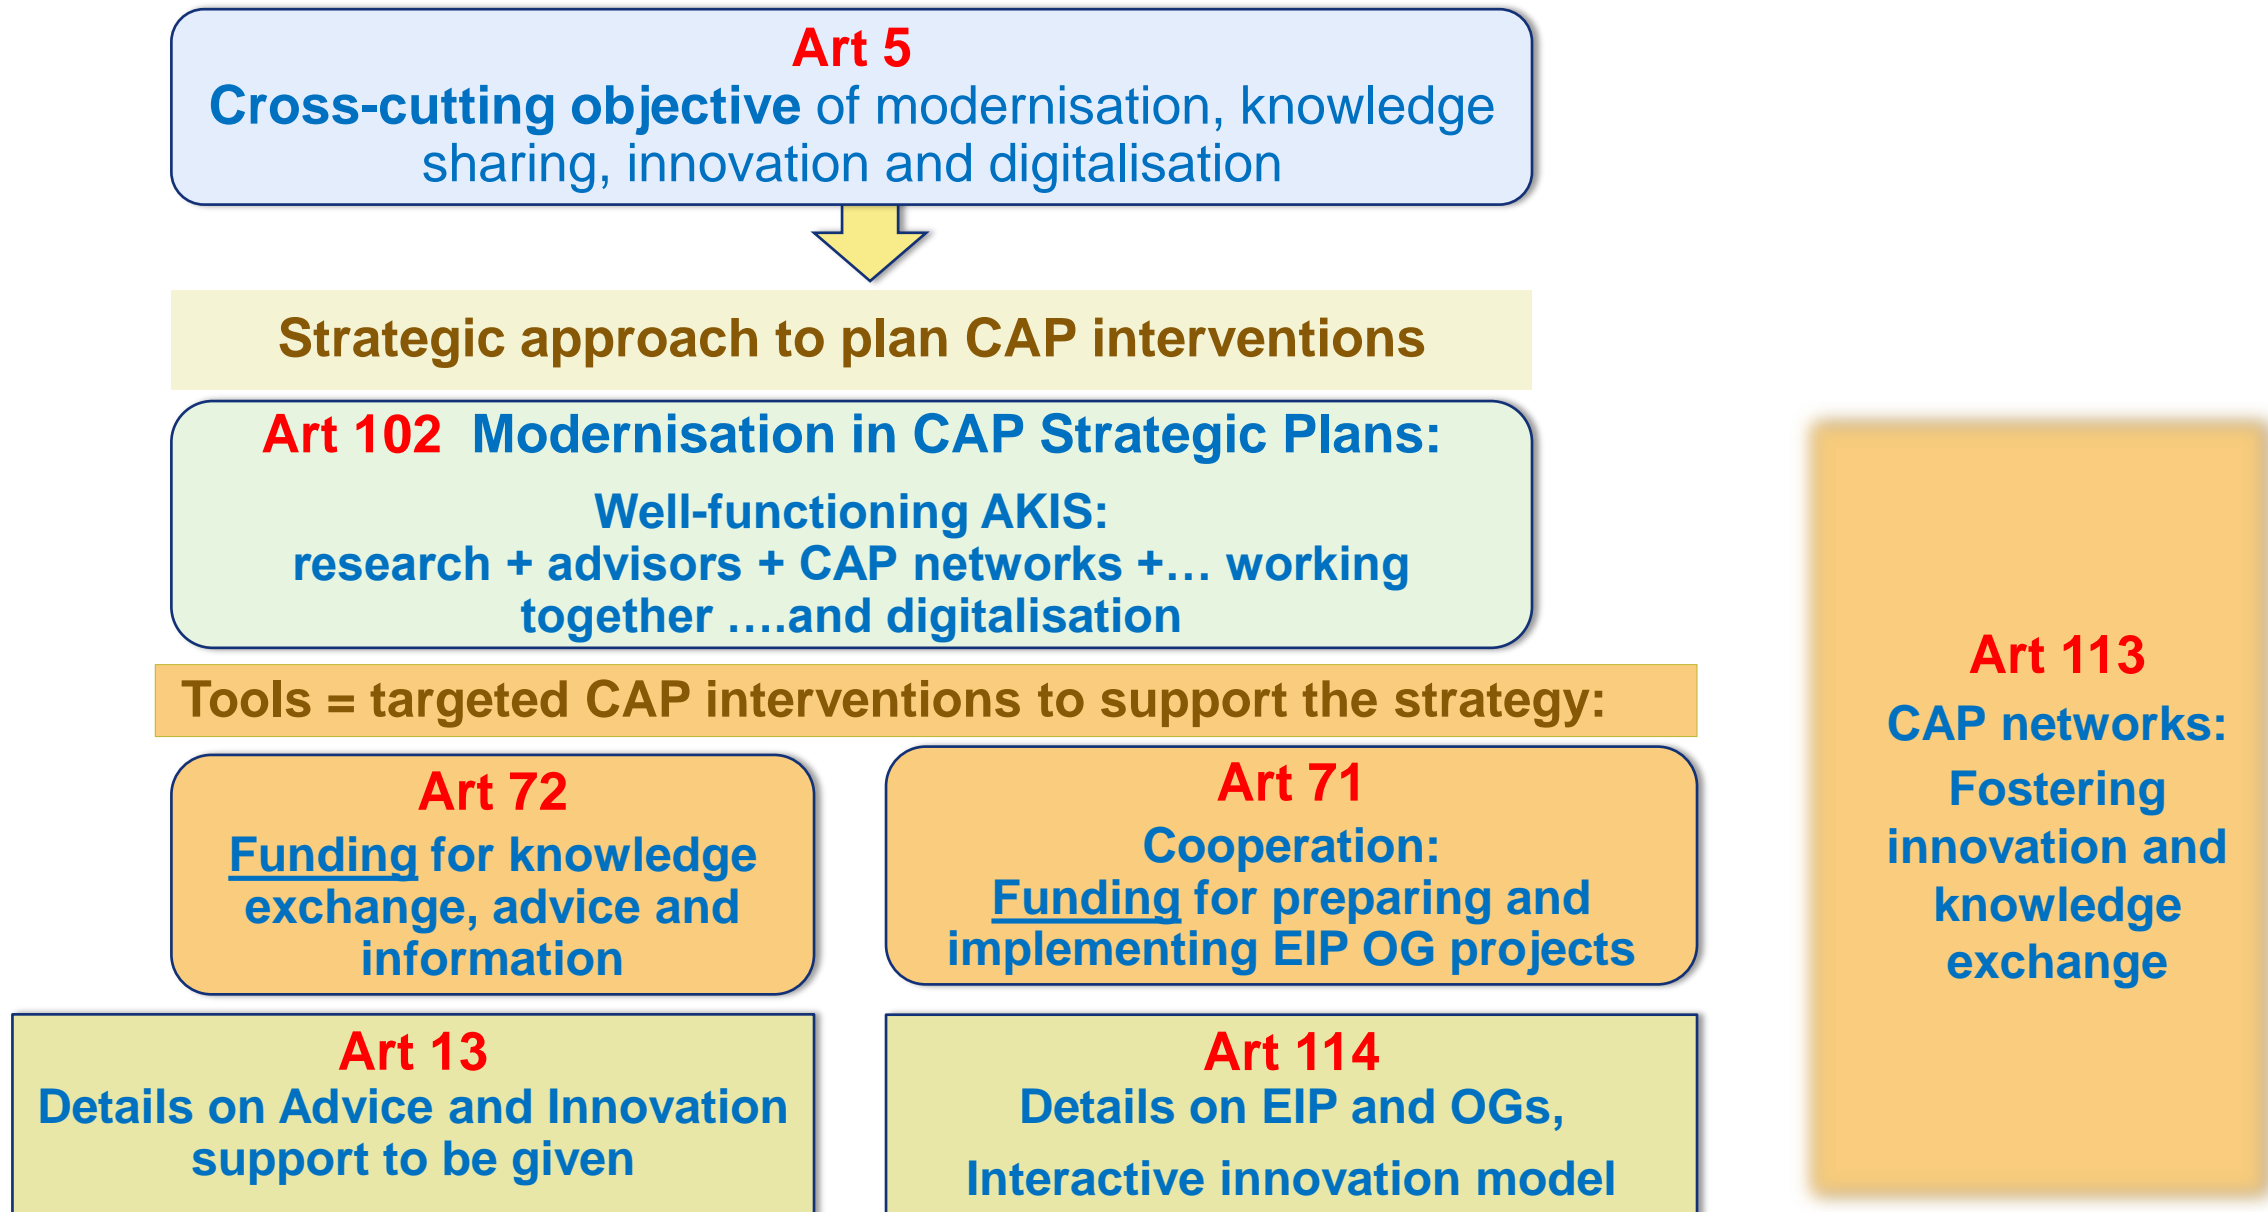 Art 5
Cross-cutting objective of modernisation, knowledge
sharing, innovation and digitalisation
Strategic approach to plan CAP interventions
Art 102 Modernisation in CAP Strategic Plans:
Well-functioning AKIS:
research + advisors + CAP networks +… working
together ….and digitalisation
Tools = targeted CAP interventions to support the strategy:
Art 72
Funding for knowledge
exchange, advice and
information
Art 71
Cooperation:
Funding for preparing and
implementing EIP OG projects
Art 13
Details on Advice and Innovation
support to be given
Art 114
Details on EIP and OGs,
Interactive innovation model
Art 113
CAP networks:
Fostering
innovation and
knowledge
exchange